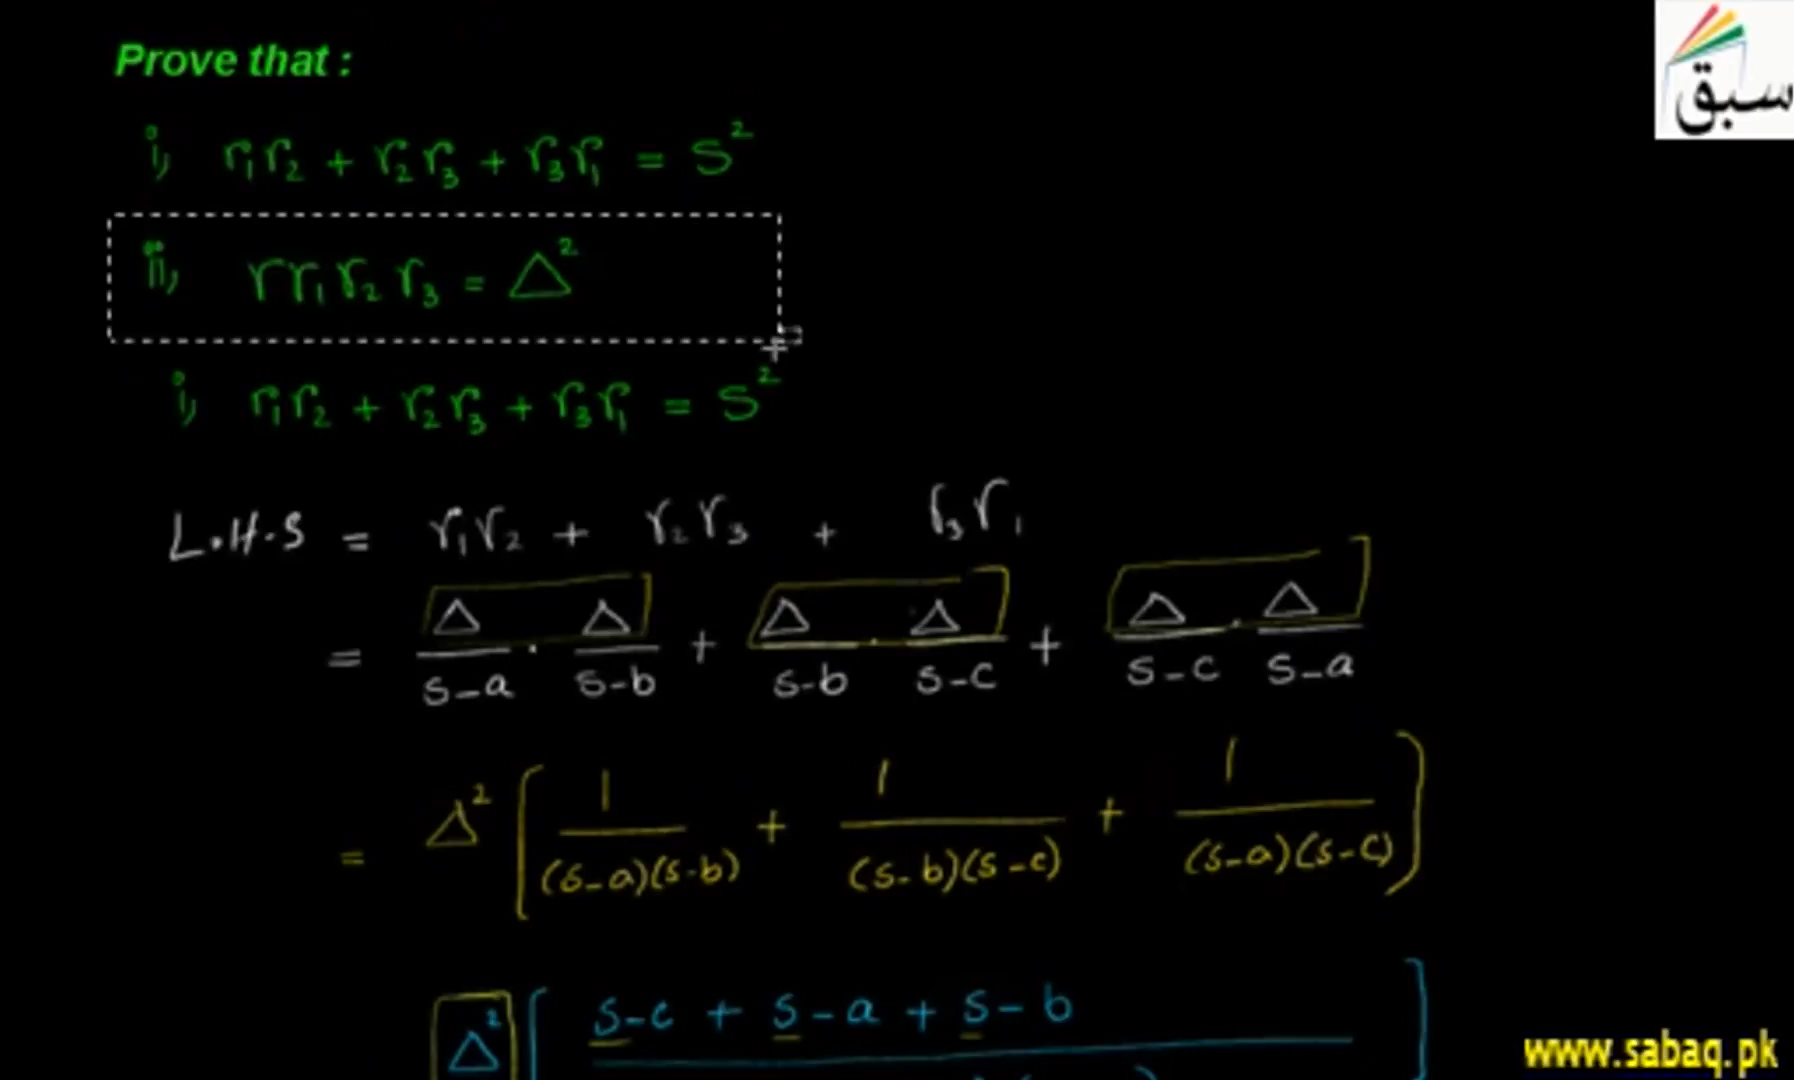 Prove that :
i, r₁r₂ + r₂r₃ + r₃r₁ = s²
ii, rr₁r₂r₃ = Δ²
i, r₁r₂ + r₂r₃ + r₃r₁ = s²
L.H.S = r₁r₂ + r₂r₃ + r₃r₁
= Δ/(s-a) . Δ/(s-b) + Δ/(s-b) . Δ/(s-c) + Δ/(s-c) . Δ/(s-a)
= Δ² [ 1/((s-a)(s-b)) + 1/((s-b)(s-c)) + 1/((s-a)(s-c)) ]
Δ² [ s-c + s-a + s-b ]
سبق
www.sabaq.pk